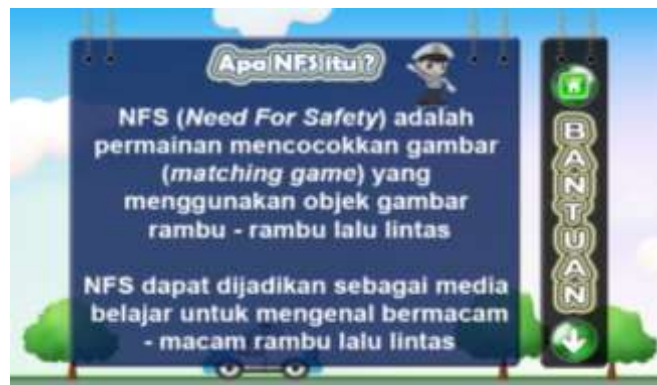 Apa NFS itu ?
NFS (Need For Safety) adalah
permainan mencocokkan gambar
(matching game) yang
menggunakan objek gambar
rambu - rambu lalu lintas
NFS dapat dijadikan sebagai media
belajar untuk mengenal bermacam
- macam rambu lalu lintas
BANTUAN